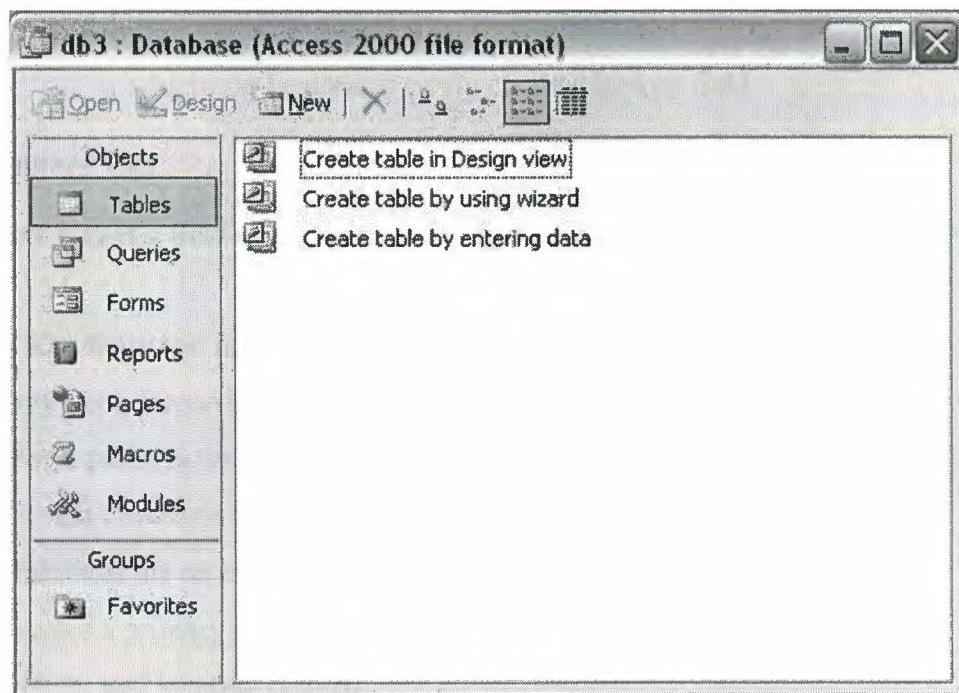 db3 : Database (Access 2000 file format)
Open Design New
Objects
Tables
Queries
Forms
Reports
Pages
Macros
Modules
Groups
Favorites
Create table in Design view
Create table by using wizard
Create table by entering data